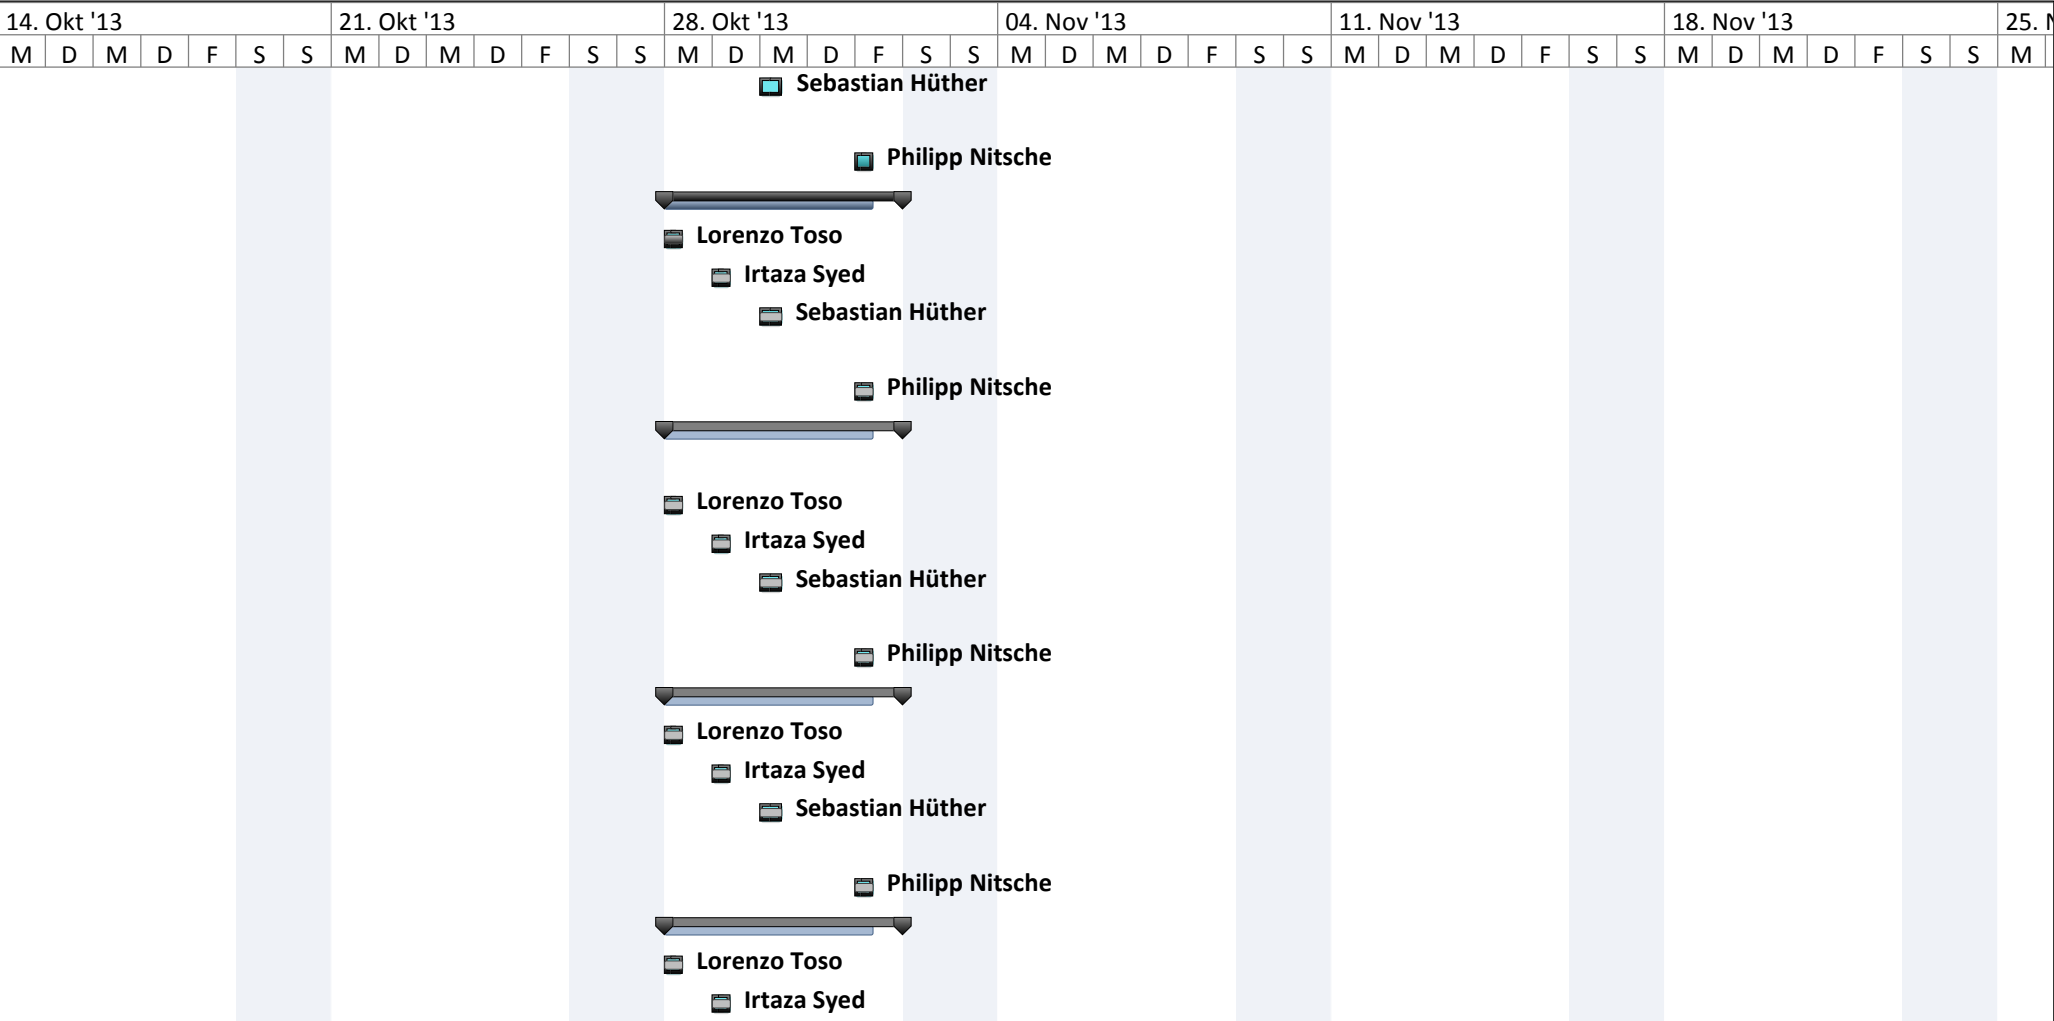 14. Okt '13 21. Okt '13 28. Okt '13 04. Nov '13 11. Nov '13 18. Nov '13 25.
M D M D F S S M D M D F S S M D M D F S S M D M D F S S M D M D F S S M D M D F S S M
Sebastian Hüther
Philipp Nitsche
Lorenzo Toso
Irtaza Syed
Sebastian Hüther
Philipp Nitsche
Lorenzo Toso
Irtaza Syed
Sebastian Hüther
Philipp Nitsche
Lorenzo Toso
Irtaza Syed
Sebastian Hüther
Philipp Nitsche
Lorenzo Toso
Irtaza Syed